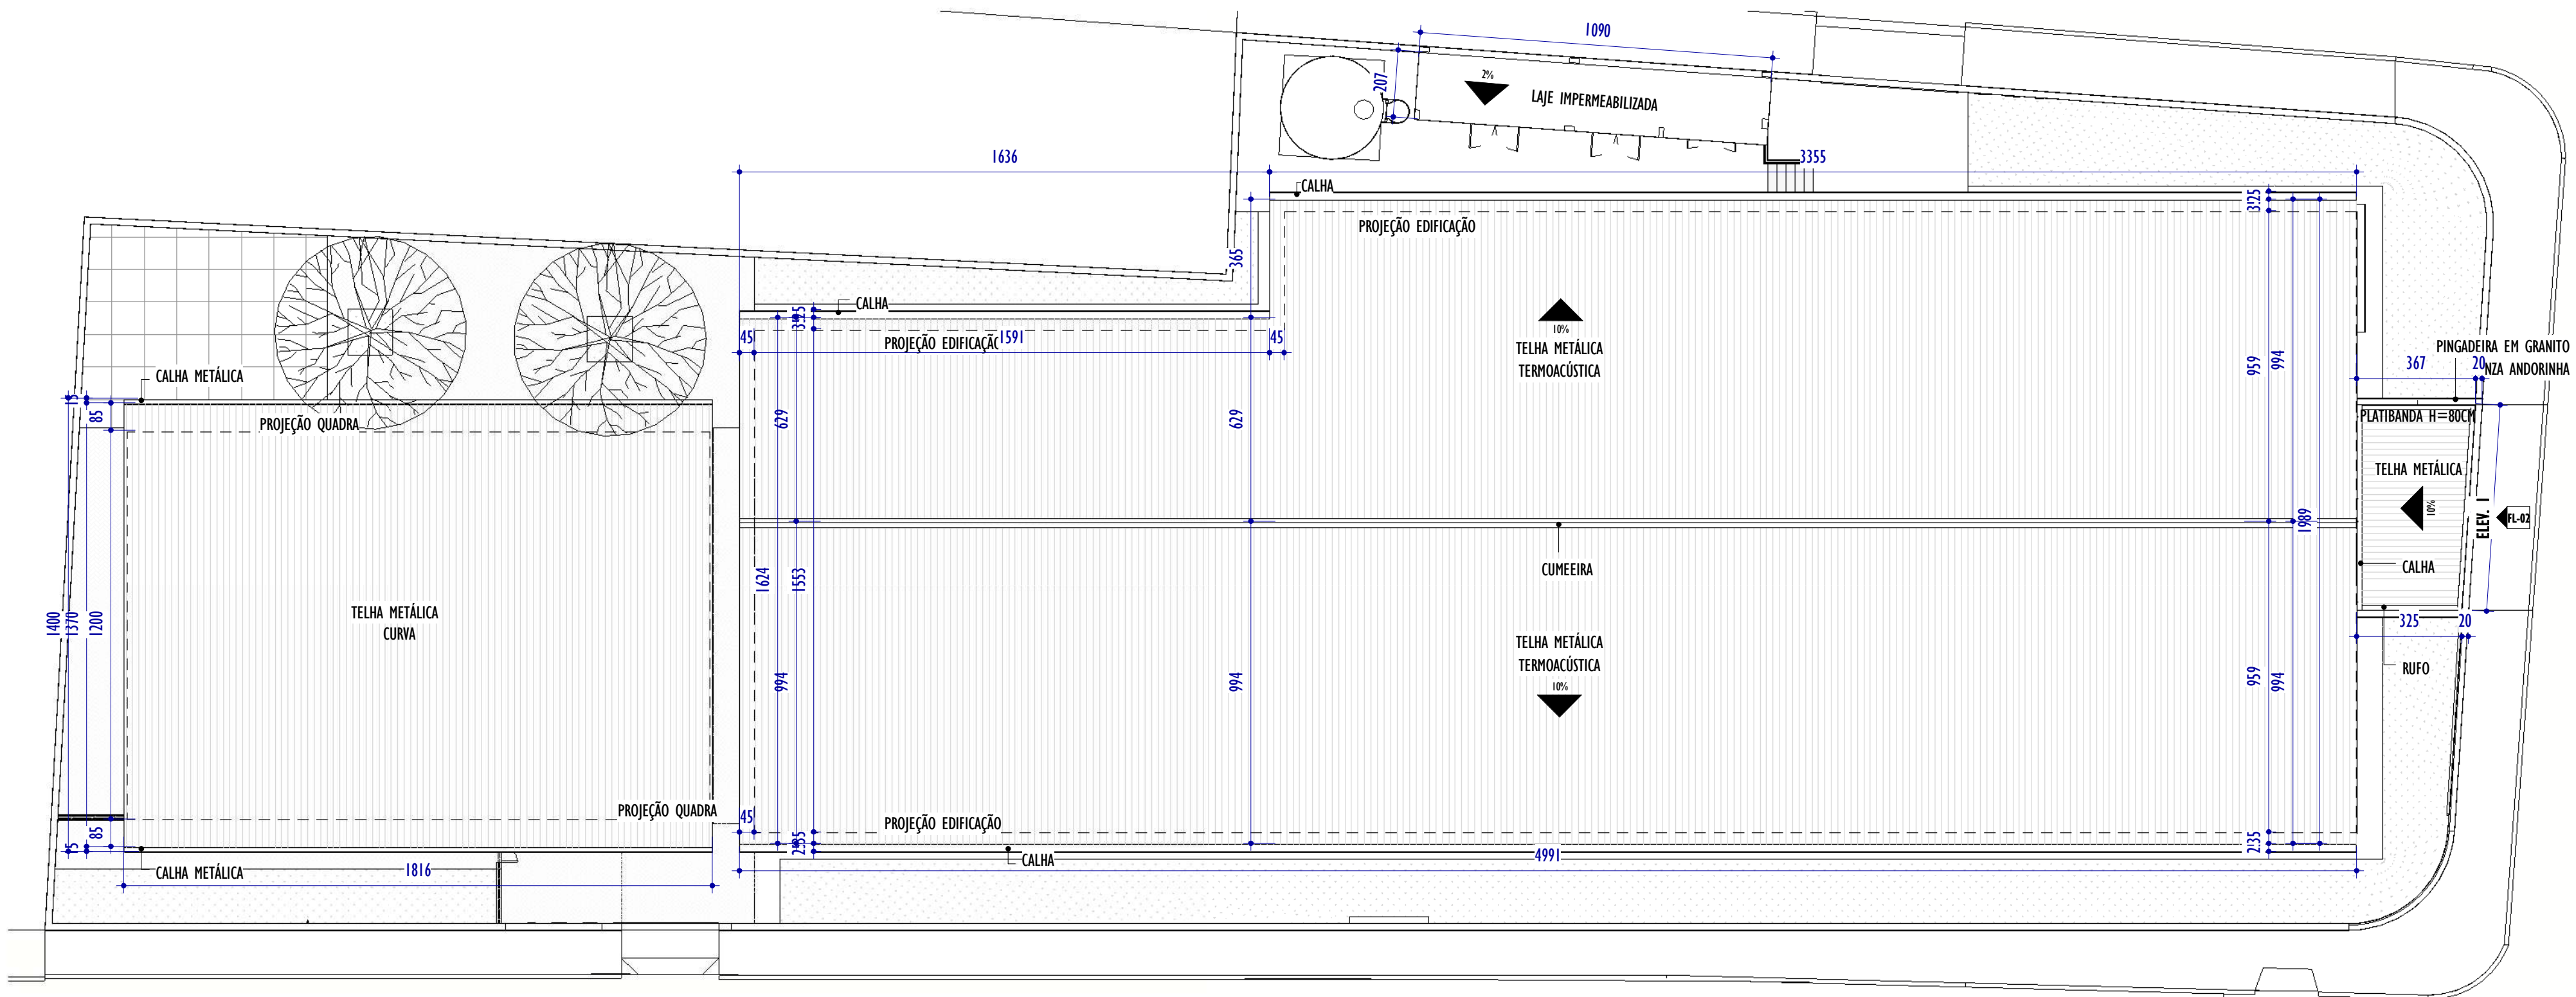 1090
207
2%
LAJE IMPERMEABILIZADA
1636
3355
CALHA
PROJEÇÃO EDIFICAÇÃO
365
CALHA
45
PROJEÇÃO EDIFICAÇÃO
1591
45
10%
TELHA METÁLICA
TERMOACÚSTICA
959
994
PINGADEIRA EM GRANITO
NZA ANDORINHA
367
20
PLATIBANDA H=80CM
TELHA METÁLICA
10%
ELEV. 1
FL-02
CALHA
325
20
RUFO
CALHA METÁLICA
15
85
PROJEÇÃO QUADRA
629
629
1989
CUMEEIRA
1624
1553
1400
1370
1200
TELHA METÁLICA
CURVA
994
994
TELHA METÁLICA
TERMOACÚSTICA
10%
959
994
PROJEÇÃO QUADRA
45
PROJEÇÃO EDIFICAÇÃO
85
15
CALHA METÁLICA
1816
CALHA
4991